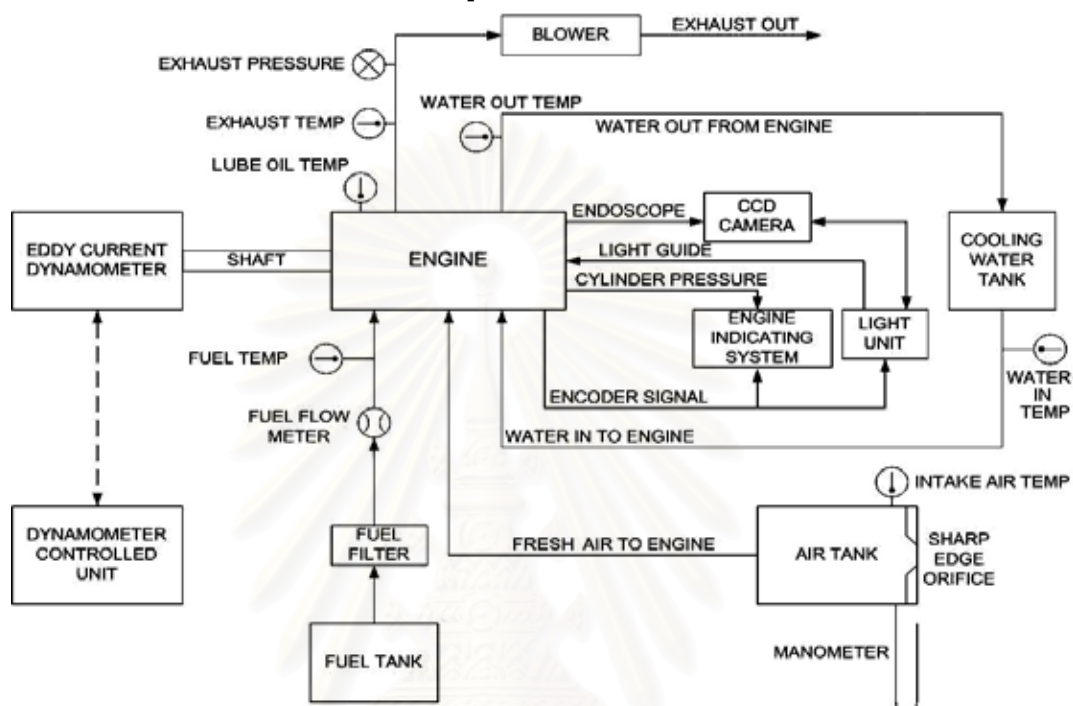 BLOWER
EXHAUST OUT
EXHAUST PRESSURE
WATER OUT TEMP
EXHAUST TEMP
WATER OUT FROM ENGINE
LUBE OIL TEMP
EDDY CURRENT
DYNAMOMETER
SHAFT
ENGINE
ENDOSCOPE
CCD
CAMERA
LIGHT GUIDE
CYLINDER PRESSURE
COOLING
WATER
TANK
ENGINE
INDICATING
SYSTEM
LIGHT
UNIT
FUEL TEMP
WATER
IN
TEMP
ENCODER SIGNAL
FUEL FLOW
METER
WATER IN TO ENGINE
INTAKE AIR TEMP
DYNAMOMETER
CONTROLLED
UNIT
FUEL
FILTER
FRESH AIR TO ENGINE
AIR TANK
SHARP
EDGE
ORIFICE
FUEL TANK
MANOMETER